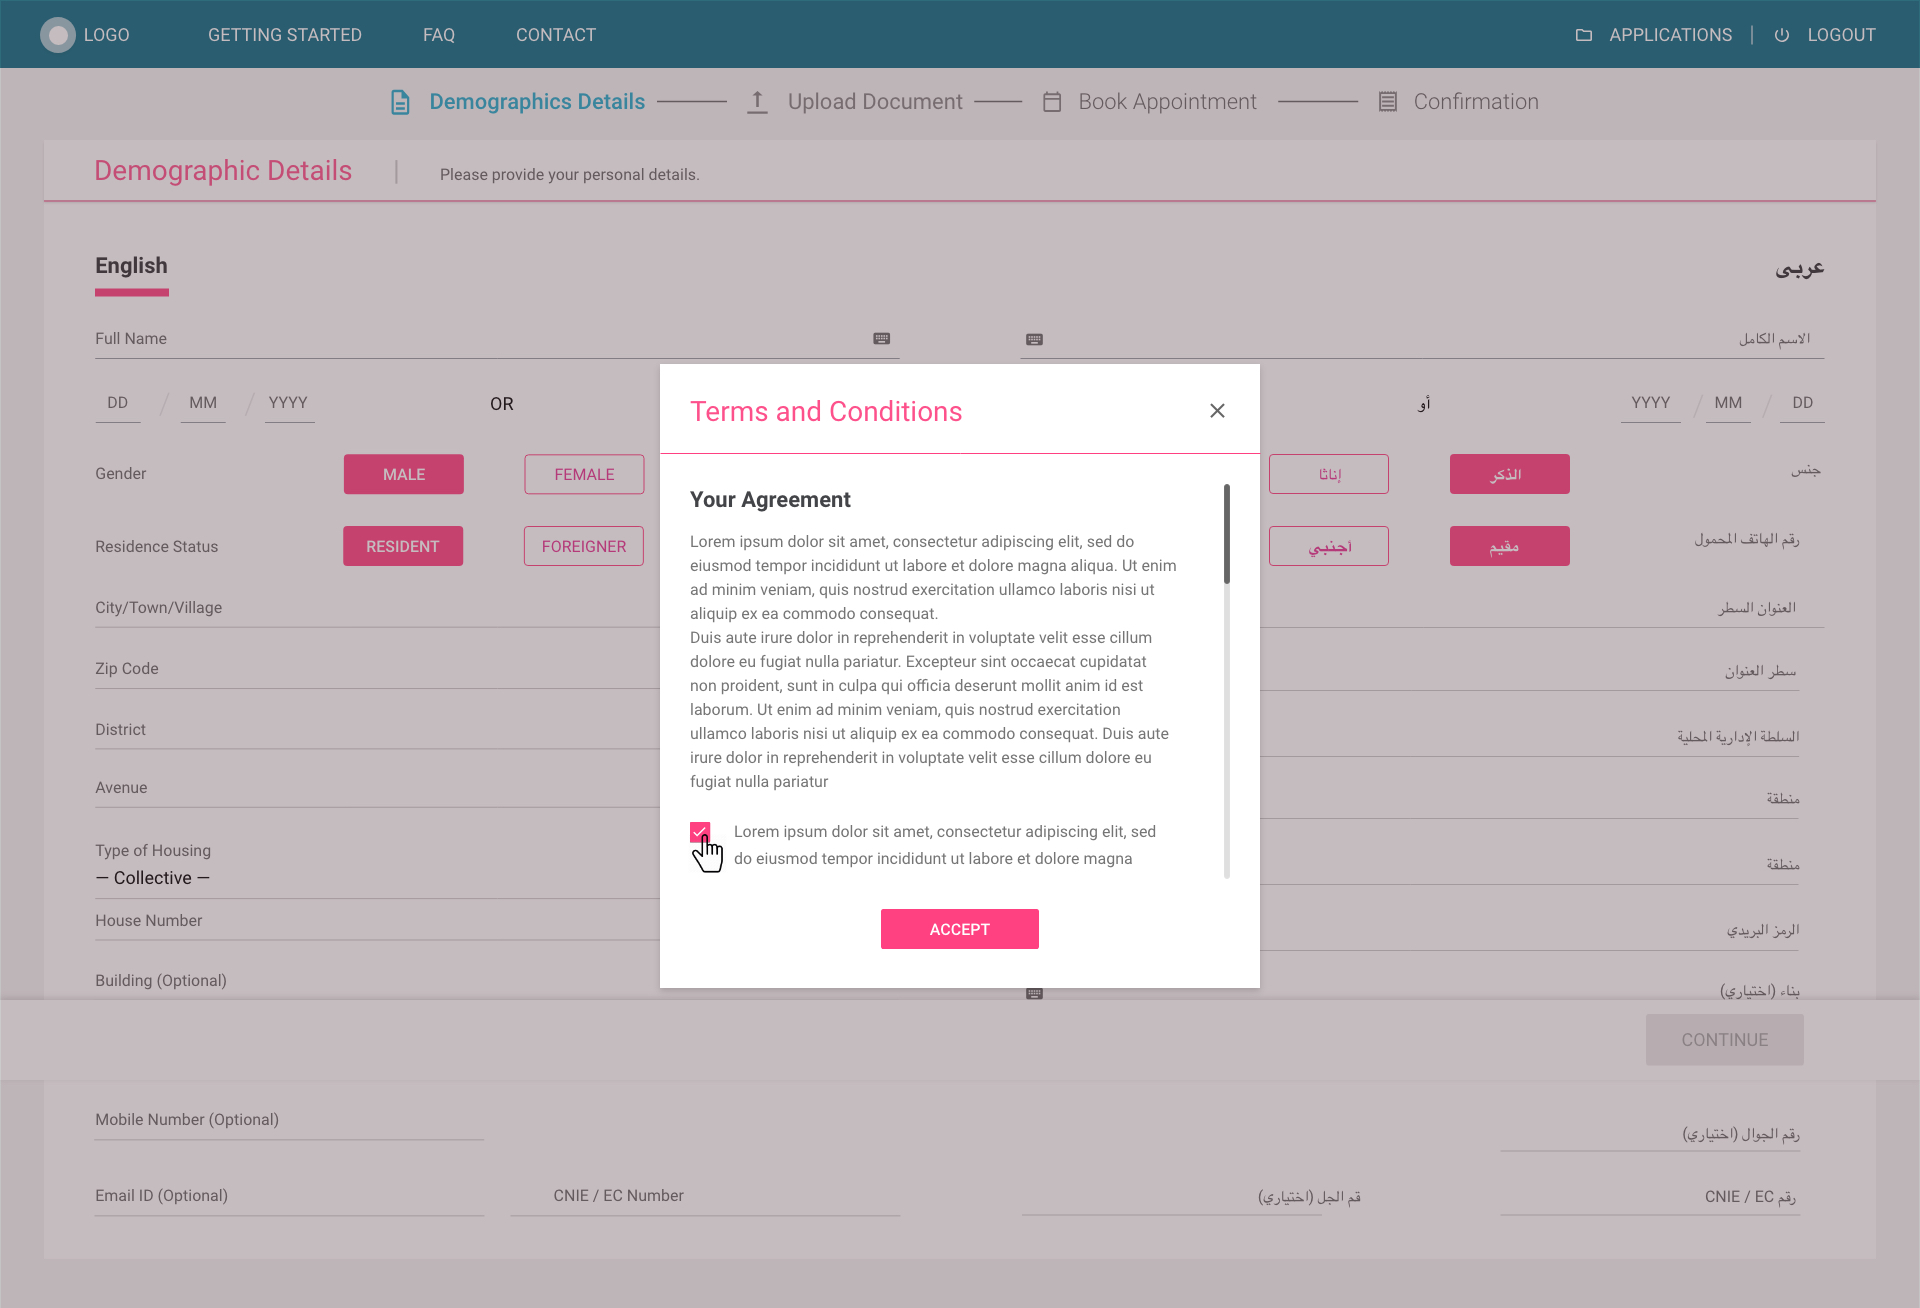 LOGO GETTING STARTED FAQ CONTACT APPLICATIONS | LOGOUT
Demographics Details Upload Document Book Appointment Confirmation
Demographic Details | Please provide your personal details.
English عربى
Full Name الاسم الكامل
DD / MM / YYYY OR أو YYYY / MM / DD
Gender MALE FEMALE إناثا الذكر جنس
Residence Status RESIDENT FOREIGNER أجنبي مقيم رقم الهاتف المحمول
City/Town/Village العنوان السطر
Zip Code سطر العنوان
District السلطة الإدارية المحلية
Avenue منطقة
Type of Housing منطقة
— Collective —
House Number الرمز البريدي
Building (Optional) بناء (اختياري)
Terms and Conditions
Your Agreement
Lorem ipsum dolor sit amet, consectetur adipiscing elit, sed do
eiusmod tempor incididunt ut labore et dolore magna aliqua. Ut enim
ad minim veniam, quis nostrud exercitation ullamco laboris nisi ut
aliquip ex ea commodo consequat.
Duis aute irure dolor in reprehenderit in voluptate velit esse cillum
dolore eu fugiat nulla pariatur. Excepteur sint occaecat cupidatat
non proident, sunt in culpa qui officia deserunt mollit anim id est
laborum. Ut enim ad minim veniam, quis nostrud exercitation
ullamco laboris nisi ut aliquip ex ea commodo consequat. Duis aute
irure dolor in reprehenderit in voluptate velit esse cillum dolore eu
fugiat nulla pariatur
Lorem ipsum dolor sit amet, consectetur adipiscing elit, sed
do eiusmod tempor incididunt ut labore et dolore magna
ACCEPT
CONTINUE
Mobile Number (Optional) رقم الجوال (اختياري)
Email ID (Optional) CNIE / EC Number قم الجل (اختياري) رقم CNIE / EC